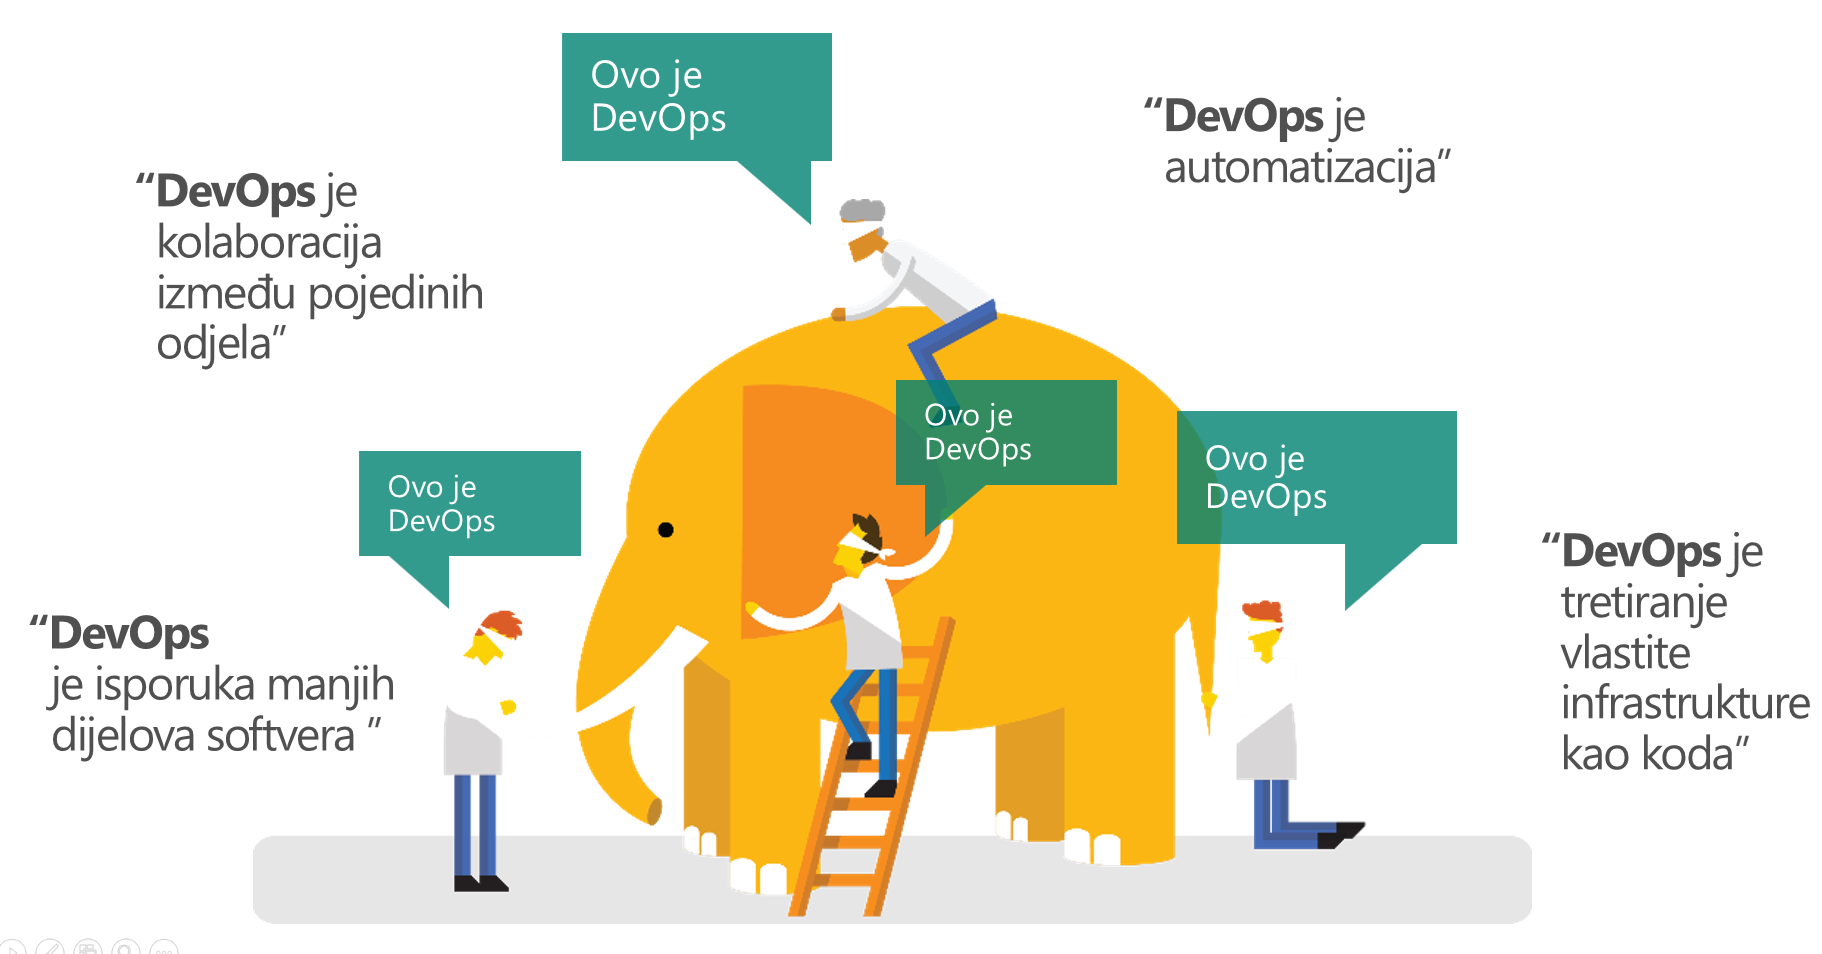 Ovo je
DevOps
“DevOps je
automatizacija”
“DevOps je
kolaboracija
između pojedinih
odjela”
Ovo je
DevOps
Ovo je
DevOps
Ovo je
DevOps
“DevOps
je isporuka manjih
dijelova softvera ”
“DevOps je
tretiranje
vlastite
infrastrukture
kao koda”